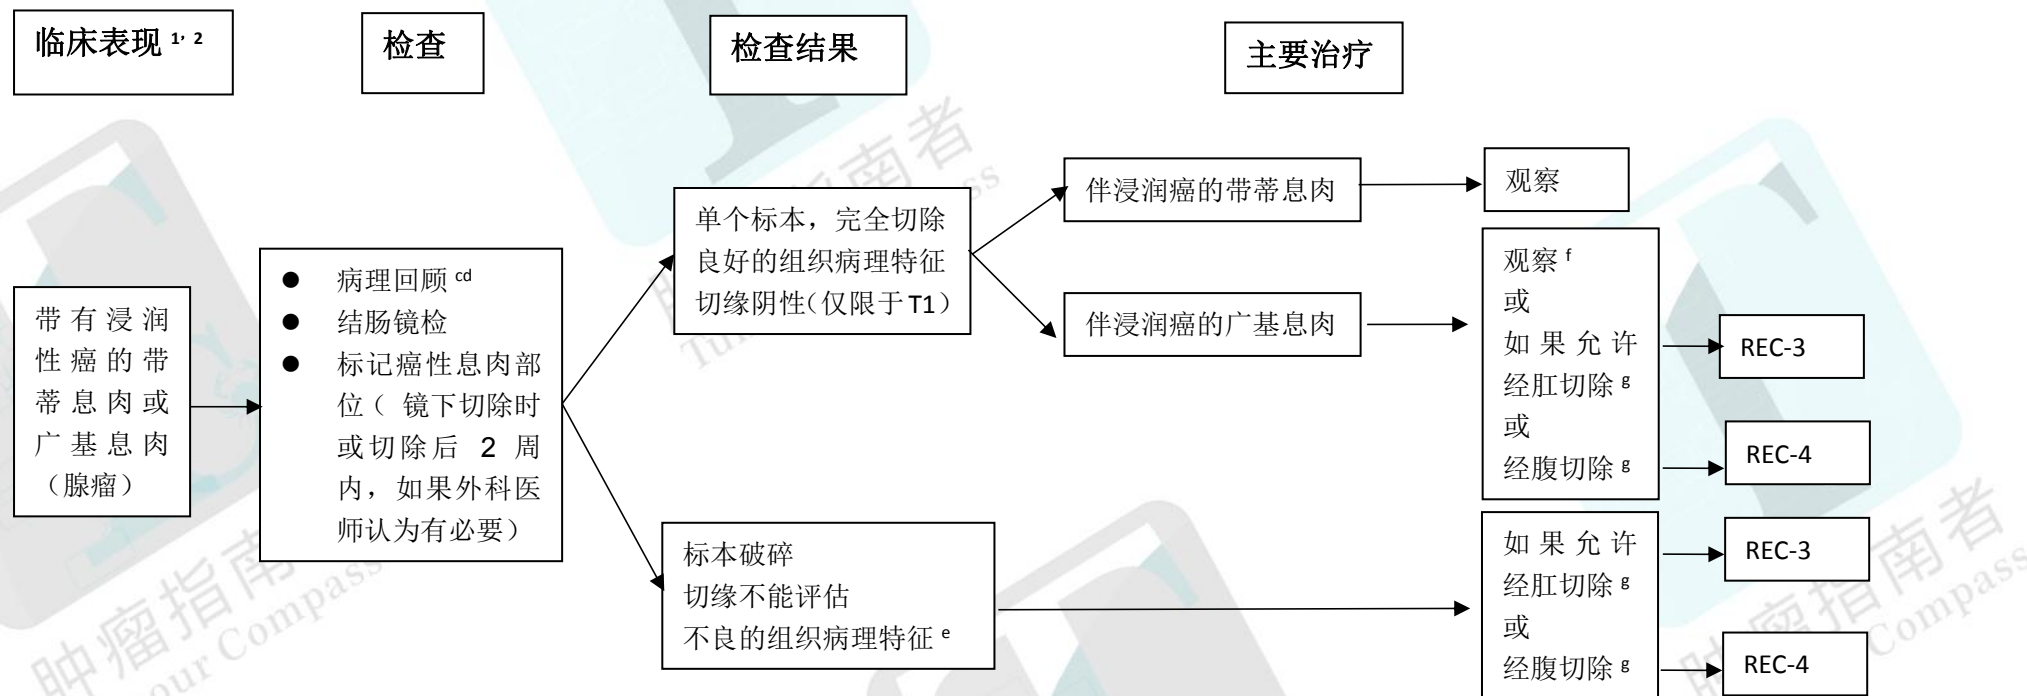 临床表现 1，2
检查
检查结果
主要治疗
带有浸润
性癌的带
蒂息肉或
广基息肉
（腺瘤）
● 病理回顾 cd
● 结肠镜检
● 标记癌性息肉部
位（ 镜下切除时
或切除后 2 周
内，如果外科医
师认为有必要）
单个标本，完全切除
良好的组织病理特征
切缘阴性（仅限于 T1）
标本破碎
切缘不能评估
不良的组织病理特征 e
伴浸润癌的带蒂息肉
伴浸润癌的广基息肉
观察
观察 f
或
如果允许
经肛切除 g
或
经腹切除 g
REC-3
REC-4
如果允许
经肛切除 g
或
经腹切除 g
REC-3
REC-4
肿瘤指南者
Tumour Compass